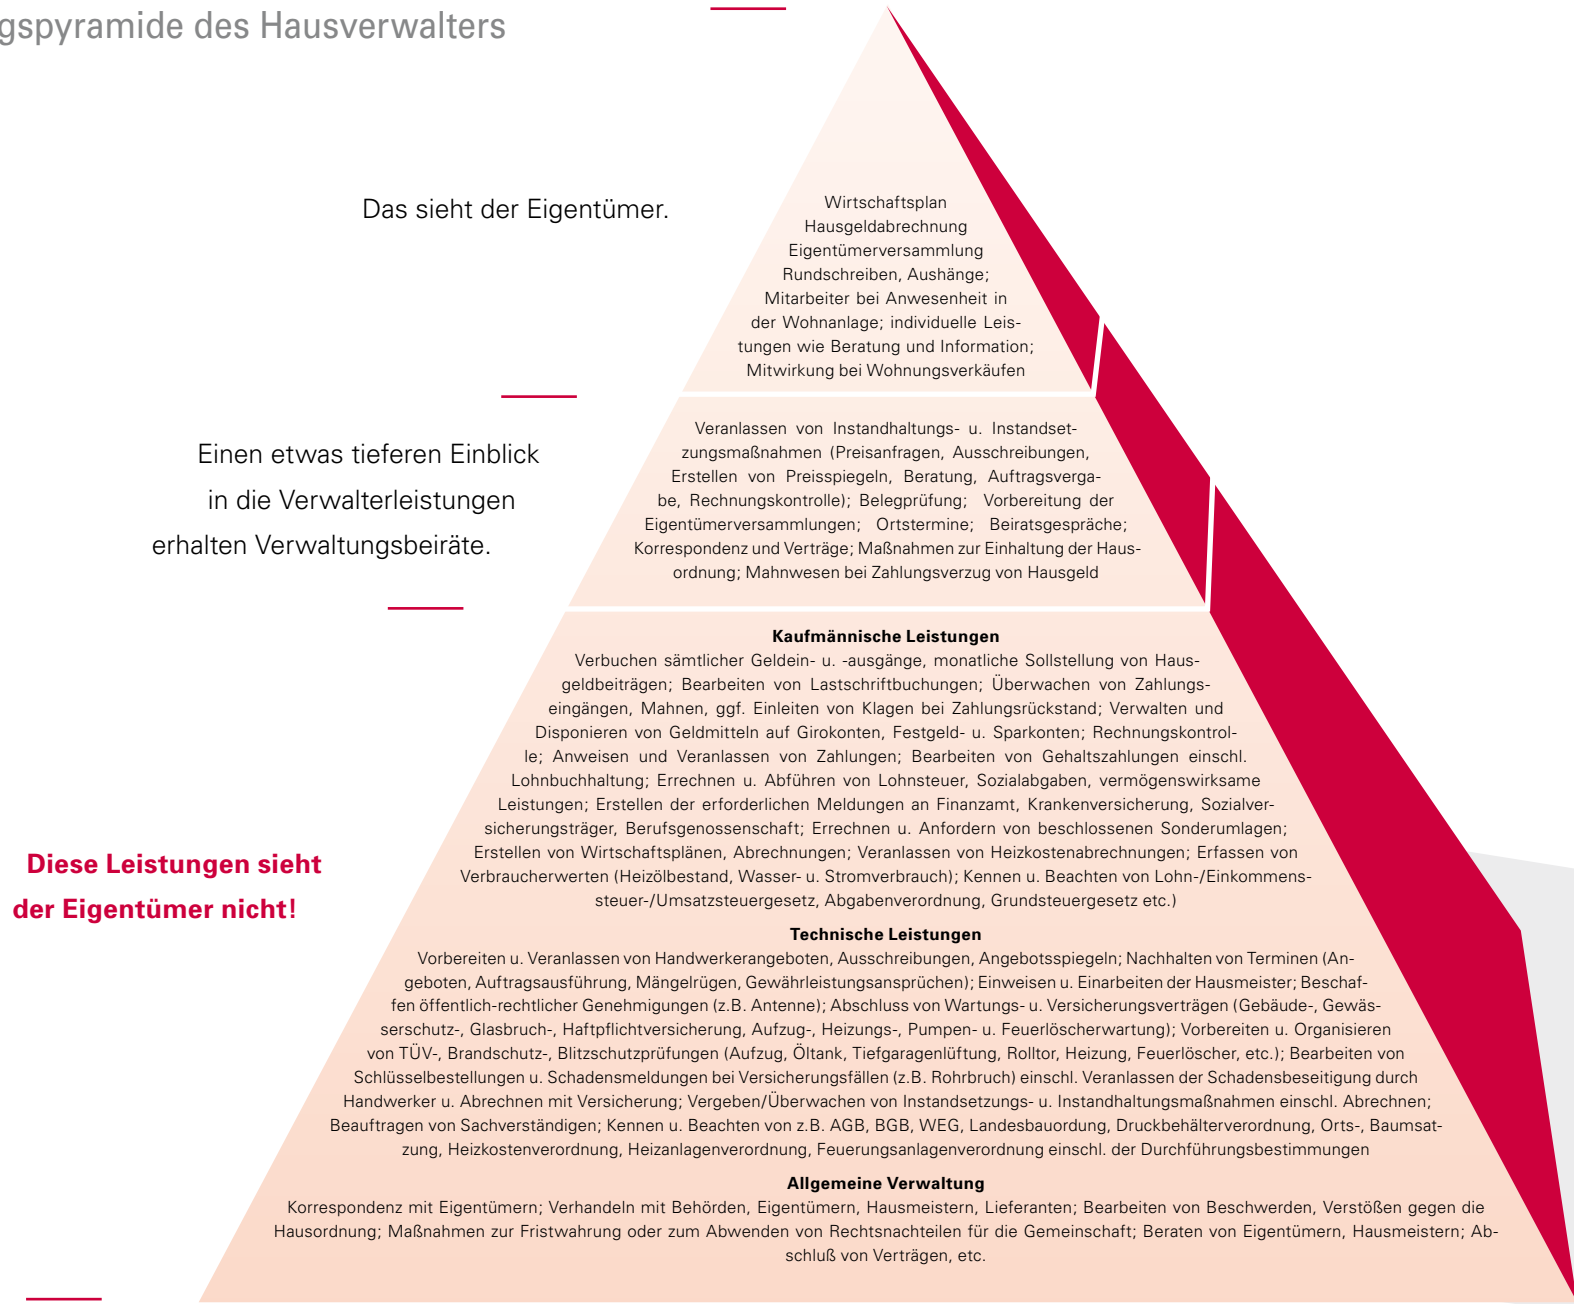 gspyramide des Hausverwalters
Das sieht der Eigentümer.
Wirtschaftsplan
Hausgeldabrechnung
Eigentümerversammlung
Rundschreiben, Aushänge;
Mitarbeiter bei Anwesenheit in
der Wohnanlage; individuelle Leis-
tungen wie Beratung und Information;
Mitwirkung bei Wohnungsverkäufen
Einen etwas tieferen Einblick
in die Verwalterleistungen
erhalten Verwaltungsbeiräte.
Veranlassen von Instandhaltungs- u. Instandset-
zungsmaßnahmen (Preisanfragen, Ausschreibungen,
Erstellen von Preisspiegeln, Beratung, Auftragsverga-
be, Rechnungskontrolle); Belegprüfung; Vorbereitung der
Eigentümerversammlungen; Ortstermine; Beiratsgespräche;
Korrespondenz und Verträge; Maßnahmen zur Einhaltung der Haus-
ordnung; Mahnwesen bei Zahlungsverzug von Hausgeld
Diese Leistungen sieht
der Eigentümer nicht!
Kaufmännische Leistungen
Verbuchen sämtlicher Geldein- u. -ausgänge, monatliche Sollstellung von Haus-
geldbeiträgen; Bearbeiten von Lastschriftbuchungen; Überwachen von Zahlungs-
eingängen, Mahnen, ggf. Einleiten von Klagen bei Zahlungsrückstand; Verwalten und
Disponieren von Geldmitteln auf Girokonten, Festgeld- u. Sparkonten; Rechnungskontrol-
le; Anweisen und Veranlassen von Zahlungen; Bearbeiten von Gehaltszahlungen einschl.
Lohnbuchhaltung; Errechnen u. Abführen von Lohnsteuer, Sozialabgaben, vermögenswirksame
Leistungen; Erstellen der erforderlichen Meldungen an Finanzamt, Krankenversicherung, Sozialver-
sicherungsträger, Berufsgenossenschaft; Errechnen u. Anfordern von beschlossenen Sonderumlagen;
Erstellen von Wirtschaftsplänen, Abrechnungen; Veranlassen von Heizkostenabrechnungen; Erfassen von
Verbraucherwerten (Heizölbestand, Wasser- u. Stromverbrauch); Kennen u. Beachten von Lohn-/Einkommens-
steuer-/Umsatzsteuergesetz, Abgabenverordnung, Grundsteuergesetz etc.)
Technische Leistungen
Vorbereiten u. Veranlassen von Handwerkerangeboten, Ausschreibungen, Angebotsspiegeln; Nachhalten von Terminen (An-
geboten, Auftragsausführung, Mängelrügen, Gewährleistungsansprüchen); Einweisen u. Einarbeiten der Hausmeister; Beschaf-
fen öffentlich-rechtlicher Genehmigungen (z.B. Antenne); Abschluss von Wartungs- u. Versicherungsverträgen (Gebäude-, Gewäs-
serschutz-, Glasbruch-, Haftpflichtversicherung, Aufzug-, Heizungs-, Pumpen- u. Feuerlöscherwartung); Vorbereiten u. Organisieren
von TÜV-, Brandschutz-, Blitzschutzprüfungen (Aufzug, Öltank, Tiefgaragenlüftung, Rolltor, Heizung, Feuerlöscher, etc.); Bearbeiten von
Schlüsselbestellungen u. Schadensmeldungen bei Versicherungsfällen (z.B. Rohrbruch) einschl. Veranlassen der Schadensbeseitigung durch
Handwerker u. Abrechnen mit Versicherung; Vergeben/Überwachen von Instandsetzungs- u. Instandhaltungsmaßnahmen einschl. Abrechnen;
Beauftragen von Sachverständigen; Kennen u. Beachten von z.B. AGB, BGB, WEG, Landesbauordung, Druckbehälterverordnung, Orts-, Baumsat-
zung, Heizkostenverordnung, Heizanlagenverordnung, Feuerungsanlagenverordnung einschl. der Durchführungsbestimmungen
Allgemeine Verwaltung
Korrespondenz mit Eigentümern; Verhandeln mit Behörden, Eigentümern, Hausmeistern, Lieferanten; Bearbeiten von Beschwerden, Verstößen gegen die
Hausordnung; Maßnahmen zur Fristwahrung oder zum Abwenden von Rechtsnachteilen für die Gemeinschaft; Beraten von Eigentümern, Hausmeistern; Ab-
schluß von Verträgen, etc.